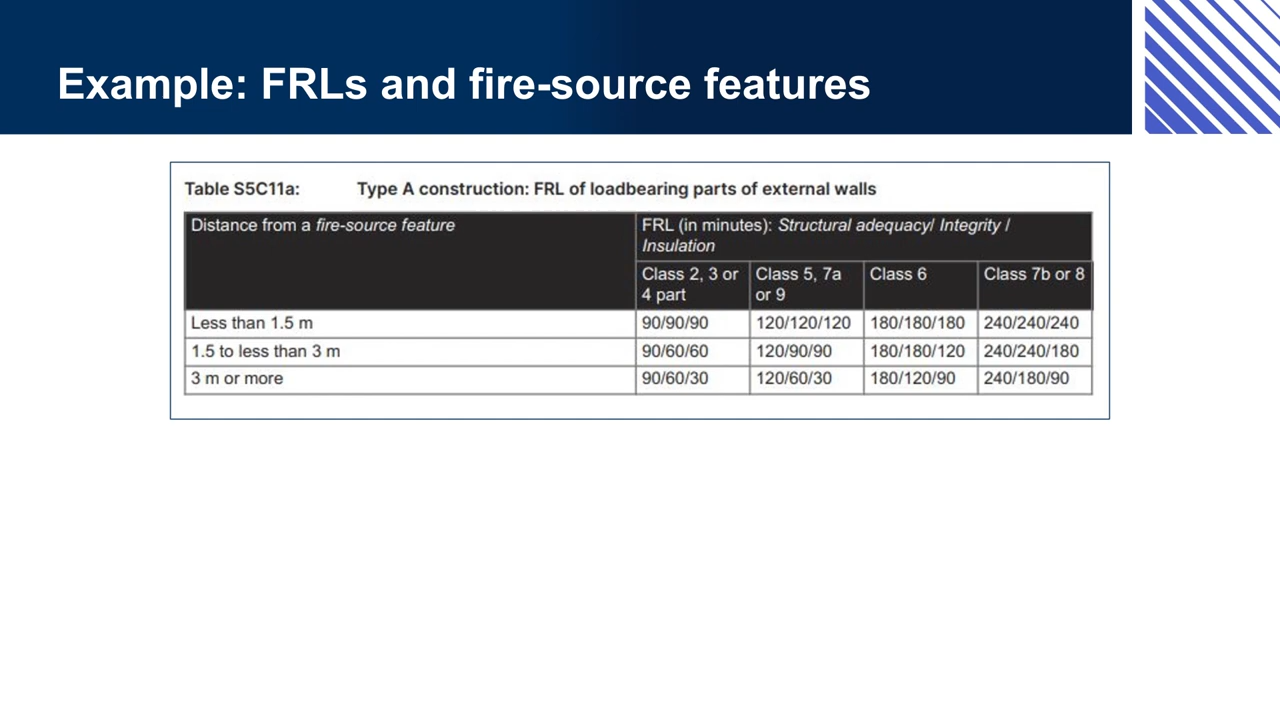 Example: FRLs and fire-source features
Table S5C11a: Type A construction: FRL of loadbearing parts of external walls
Distance from a fire-source feature
FRL (in minutes): Structural adequacy/ Integrity /
Insulation
Class 2, 3 or
4 part
Class 5, 7a
or 9
Class 6
Class 7b or 8
Less than 1.5 m 90/90/90 120/120/120 180/180/180 240/240/240
1.5 to less than 3 m 90/60/60 120/90/90 180/180/120 240/240/180
3 m or more 90/60/30 120/60/30 180/120/90 240/180/90